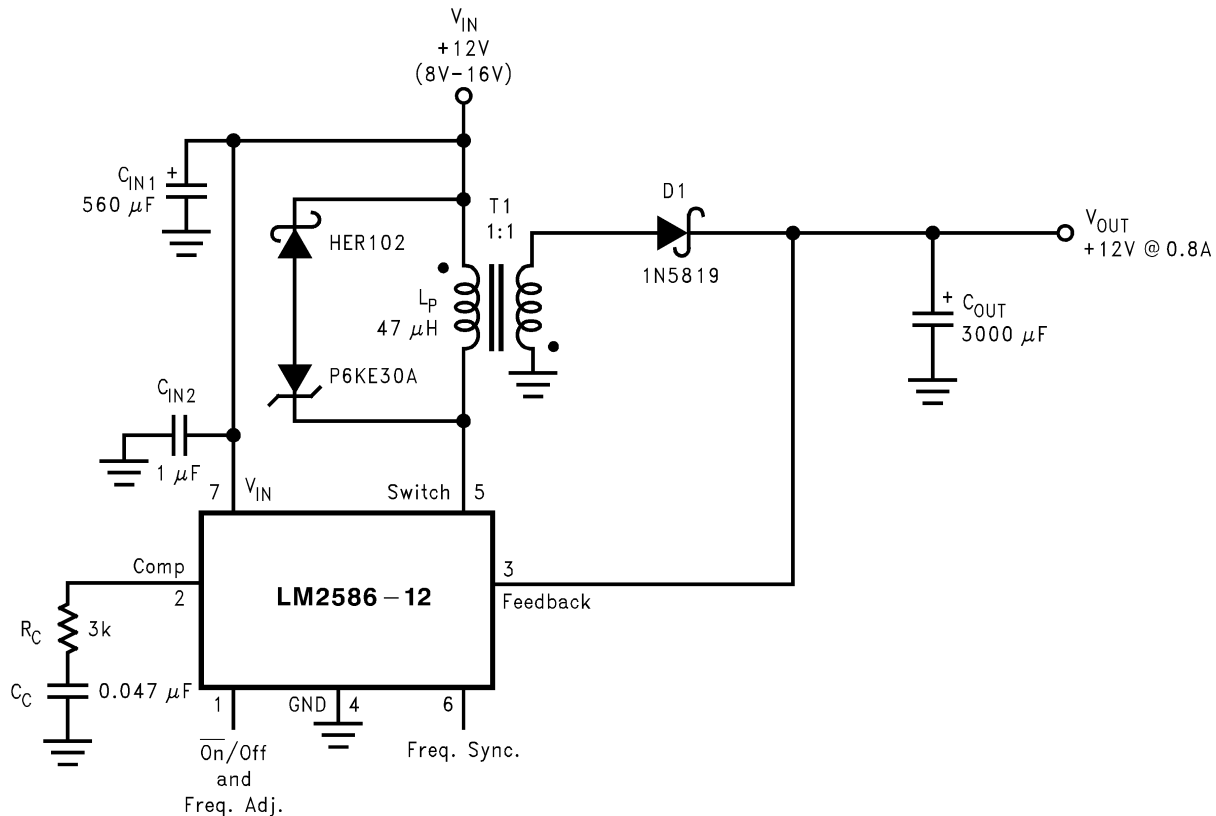 V_IN
+12V
(8V-16V)
C_IN1 +
560 μF
HER102
T1
1:1
D1
1N5819
V_OUT
+12V @ 0.8A
L_P
47 μH
+ C_OUT
3000 μF
P6KE30A
C_IN2
1 μF
7 V_IN
Switch 5
Comp
2
LM2586-12
3
Feedback
R_C 3k
C_C 0.047 μF
1
GND 4
6
O̅n̅/Off
and
Freq. Adj.
Freq. Sync.